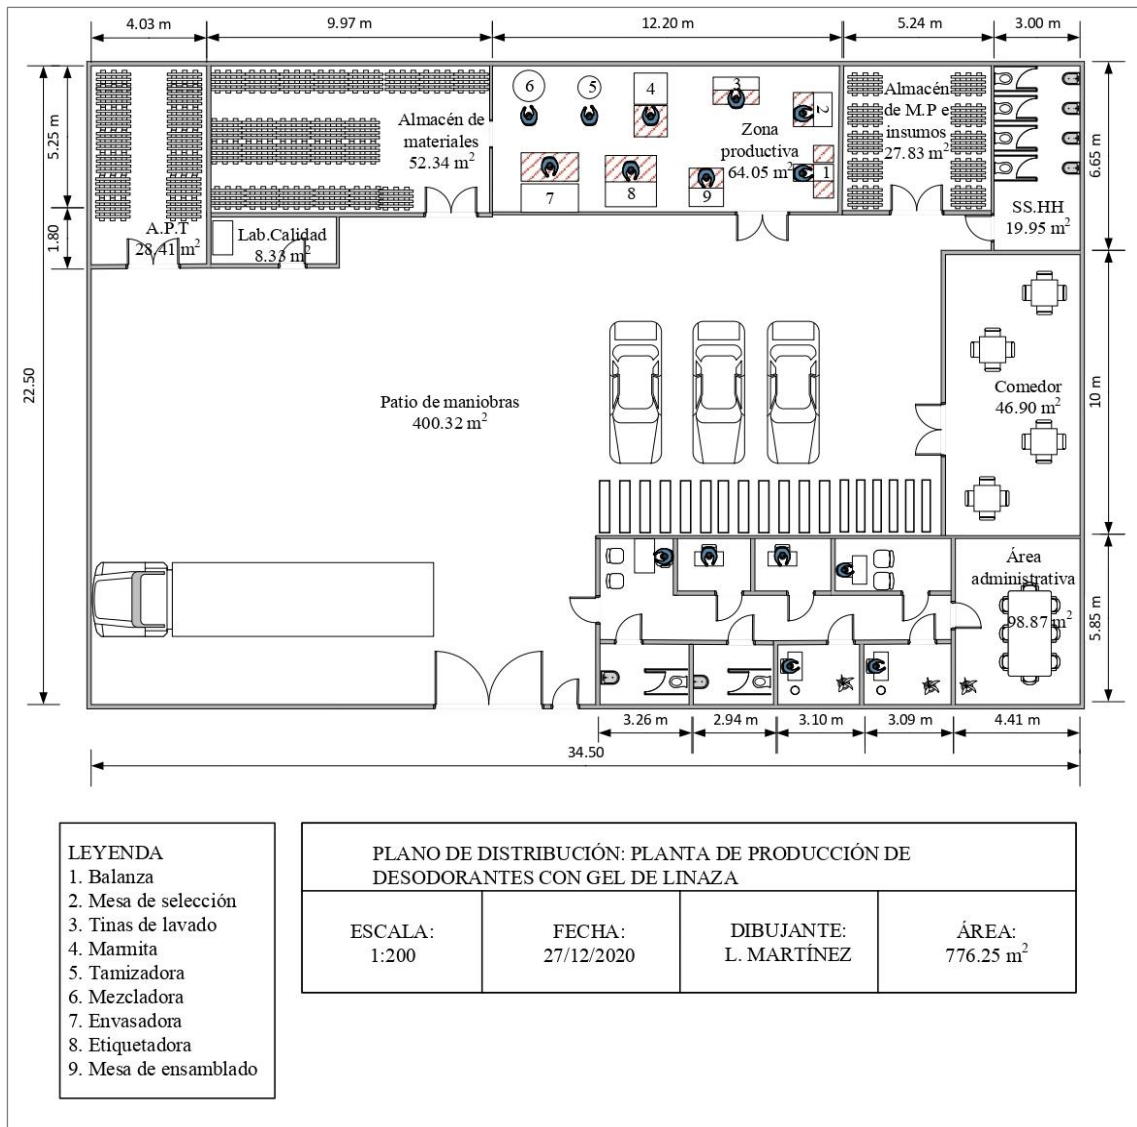 4.03 m
9.97 m
12.20 m
5.24 m
3.00 m
5.25 m
1.80
22.50
6.65 m
10 m
5.85 m
6
5
4
3
2
1
7
8
9
Almacén de
materiales
52.34 m²
Zona
productiva
64.05 m²
Almacén
de M.P e
insumos
27.83 m²
SS.HH
19.95 m²
A.P.T
28.41 m²
Lab.Calidad
8.33 m²
Patio de maniobras
400.32 m²
Comedor
46.90 m²
Área
administrativa
98.87 m²
3.26 m
2.94 m
3.10 m
3.09 m
4.41 m
34.50
LEYENDA
1. Balanza
2. Mesa de selección
3. Tinas de lavado
4. Marmita
5. Tamizadora
6. Mezcladora
7. Envasadora
8. Etiquetadora
9. Mesa de ensamblado
PLANO DE DISTRIBUCIÓN: PLANTA DE PRODUCCIÓN DE
DESODORANTES CON GEL DE LINAZA
ESCALA:
1:200
FECHA:
27/12/2020
DIBUJANTE:
L. MARTÍNEZ
ÁREA:
776.25 m²